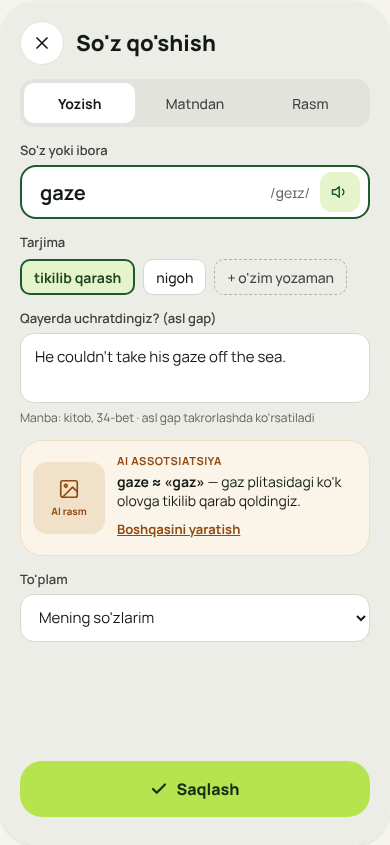 So'z qo'shish
Yozish Matndan Rasm
So'z yoki ibora
gaze /ɡeɪz/
Tarjima
tikilib qarash nigoh + o'zim yozaman
Qayerda uchratdingiz? (asl gap)
He couldn't take his gaze off the sea.
Manba: kitob, 34-bet · asl gap takrorlashda ko'rsatiladi
AI ASSOTSIATSIYA
gaze ≈ «gaz» — gaz plitasidagi ko'k
olovga tikilib qarab qoldingiz.
AI rasm
Boshqasini yaratish
To'plam
Mening so'zlarim
Saqlash